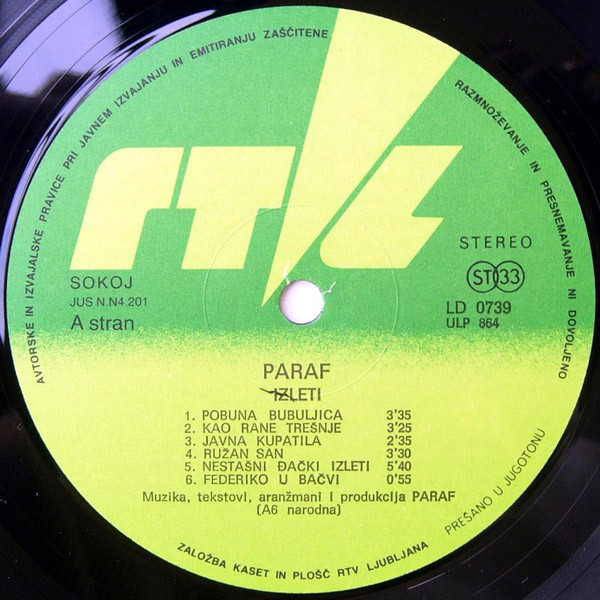 AVTORSKE IN IZVAJALSKE PRAVICE PRI JAVNEM IZVAJANJU IN EMITIRANJU ZAŠČITENE
RAZMNOŽEVANJE IN PRESNEMAVANJE NI DOVOLJENO
RTVL
SOKOJ
JUS N.N4.201
A stran
STEREO
ST 33
LD 0739
ULP 864
PARAF
IZLETI
1. POBUNA BUBULJICA 3'35
2. KAO RANE TREŠNJE 3'25
3. JAVNA KUPATILA 2'35
4. RUŽAN SAN 3'30
5. NESTAŠNI ĐAČKI IZLETI 5'40
6. FEDERIKO U BAČVI 0'55
Muzika, tekstovi, aranžmani i produkcija PARAF
(A6 narodna)
PREŠANO U JUGOTONU
ZALOŽBA KASET IN PLOŠČ RTV LJUBLJANA